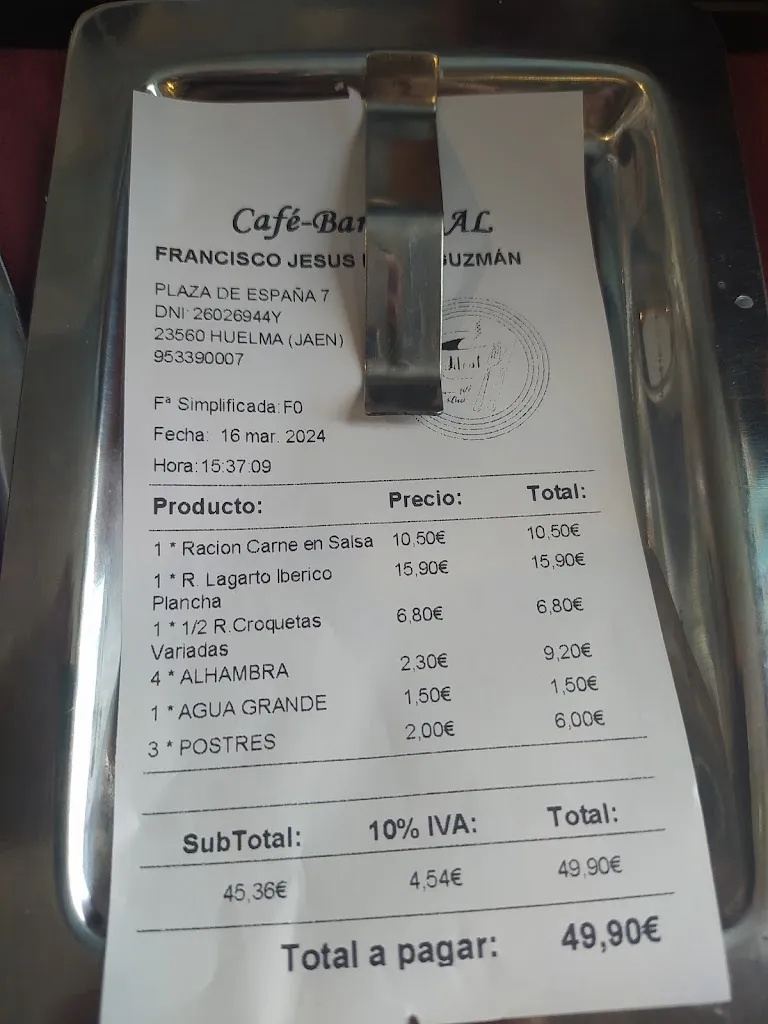 Café-Bar AL
FRANCISCO JESUS GUZMÁN
PLAZA DE ESPAÑA 7
DNI 26026944Y
23560 HUELMA (JAEN)
953390007
Ideal
Fª Simplificada: F0
Fecha: 16 mar. 2024
Hora: 15:37:09
Producto: Precio: Total:
1 * Racion Carne en Salsa 10,50€ 10,50€
1 * R. Lagarto Iberico 15,90€ 15,90€
Plancha
1 * 1/2 R.Croquetas 6,80€ 6,80€
Variadas
4 * ALHAMBRA 2,30€ 9,20€
1 * AGUA GRANDE 1,50€ 1,50€
3 * POSTRES 2,00€ 6,00€
SubTotal: 10% IVA: Total:
45,36€ 4,54€ 49,90€
Total a pagar: 49,90€